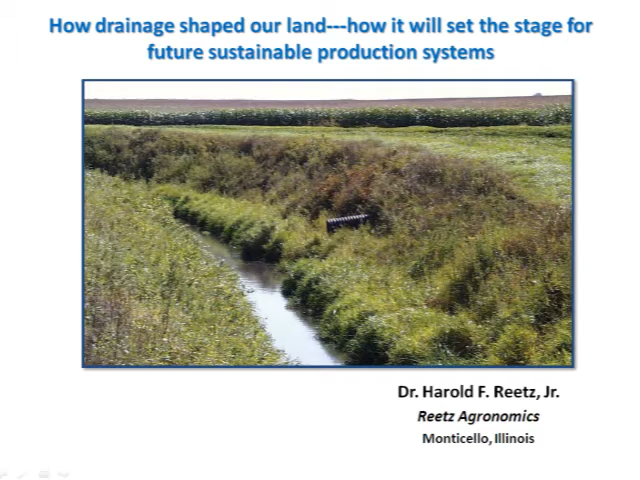 How drainage shaped our land---how it will set the stage for
future sustainable production systems
Dr. Harold F. Reetz, Jr.
Reetz Agronomics
Monticello, Illinois